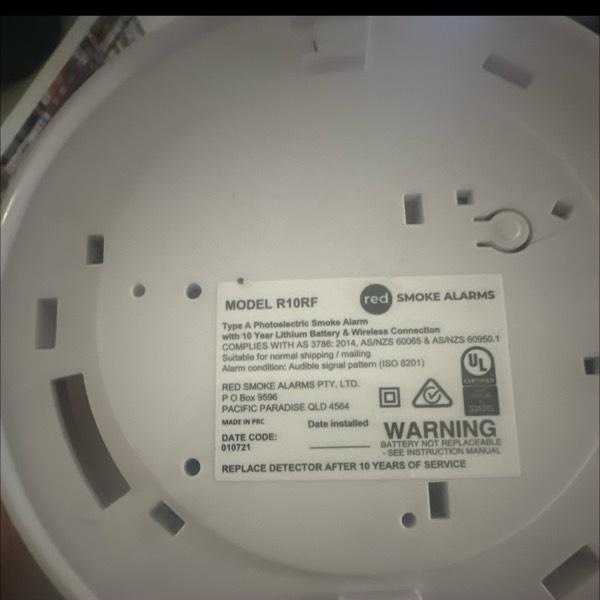 MODEL R10RF
red SMOKE ALARMS
Type A Photoelectric Smoke Alarm
with 10 Year Lithium Battery & Wireless Connection
COMPLIES WITH AS 3786: 2014, AS/NZS 60065 & AS/NZS 60950.1
Suitable for normal shipping / mailing
Alarm condition: Audible signal pattern (ISO 8201)
RED SMOKE ALARMS PTY. LTD.
P O Box 9596
PACIFIC PARADISE QLD 4564
MADE IN PRC
DATE CODE:
010721
Date installed
UL
CERTIFIED
WARNING
BATTERY NOT REPLACEABLE
- SEE INSTRUCTION MANUAL
REPLACE DETECTOR AFTER 10 YEARS OF SERVICE